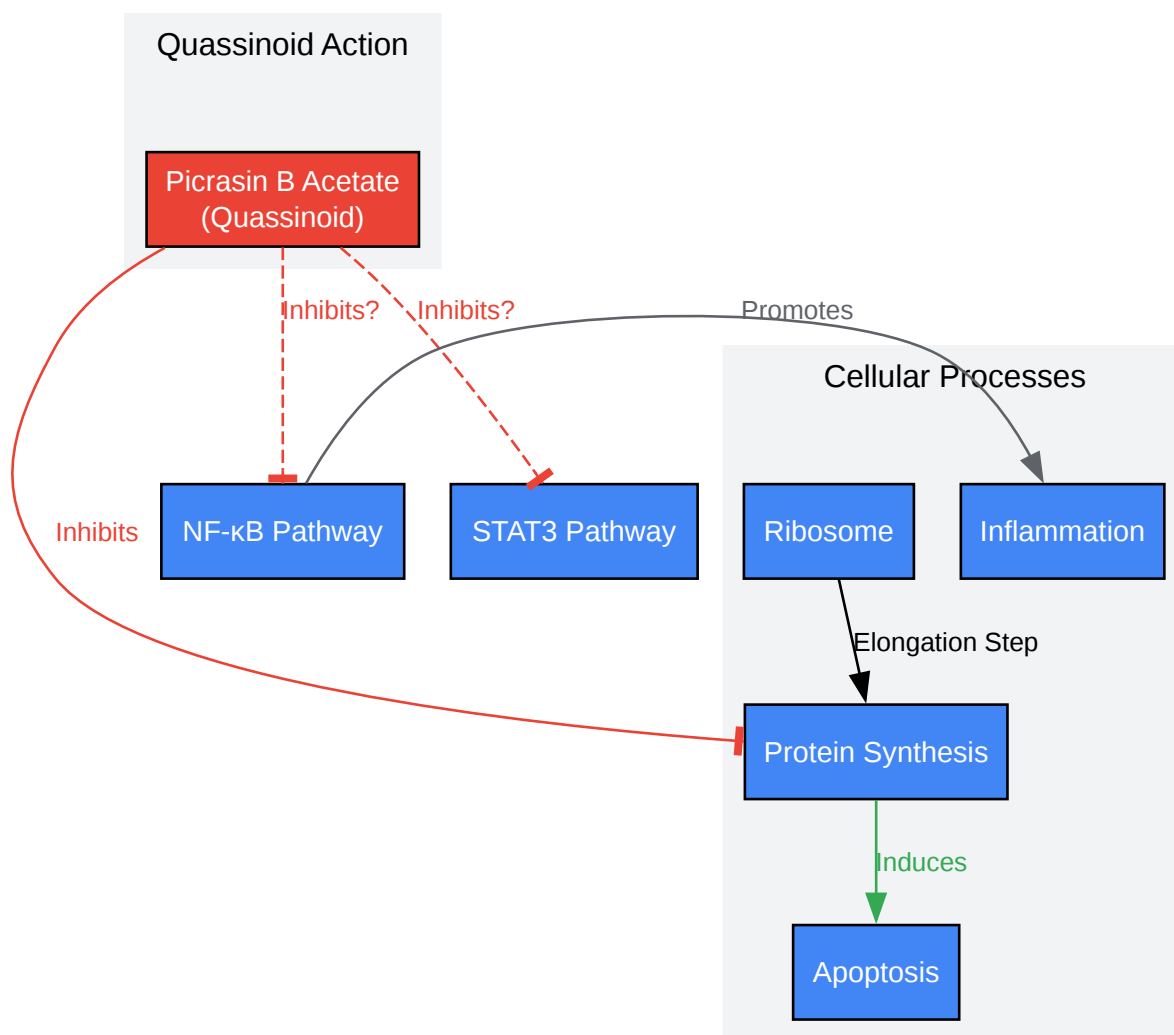 Quassinoid Action
Picrasin B Acetate
(Quassinoid)
Inhibits?
Inhibits?
Promotes
Cellular Processes
Inhibits
NF-κB Pathway
STAT3 Pathway
Ribosome
Inflammation
Elongation Step
Protein Synthesis
Induces
Apoptosis